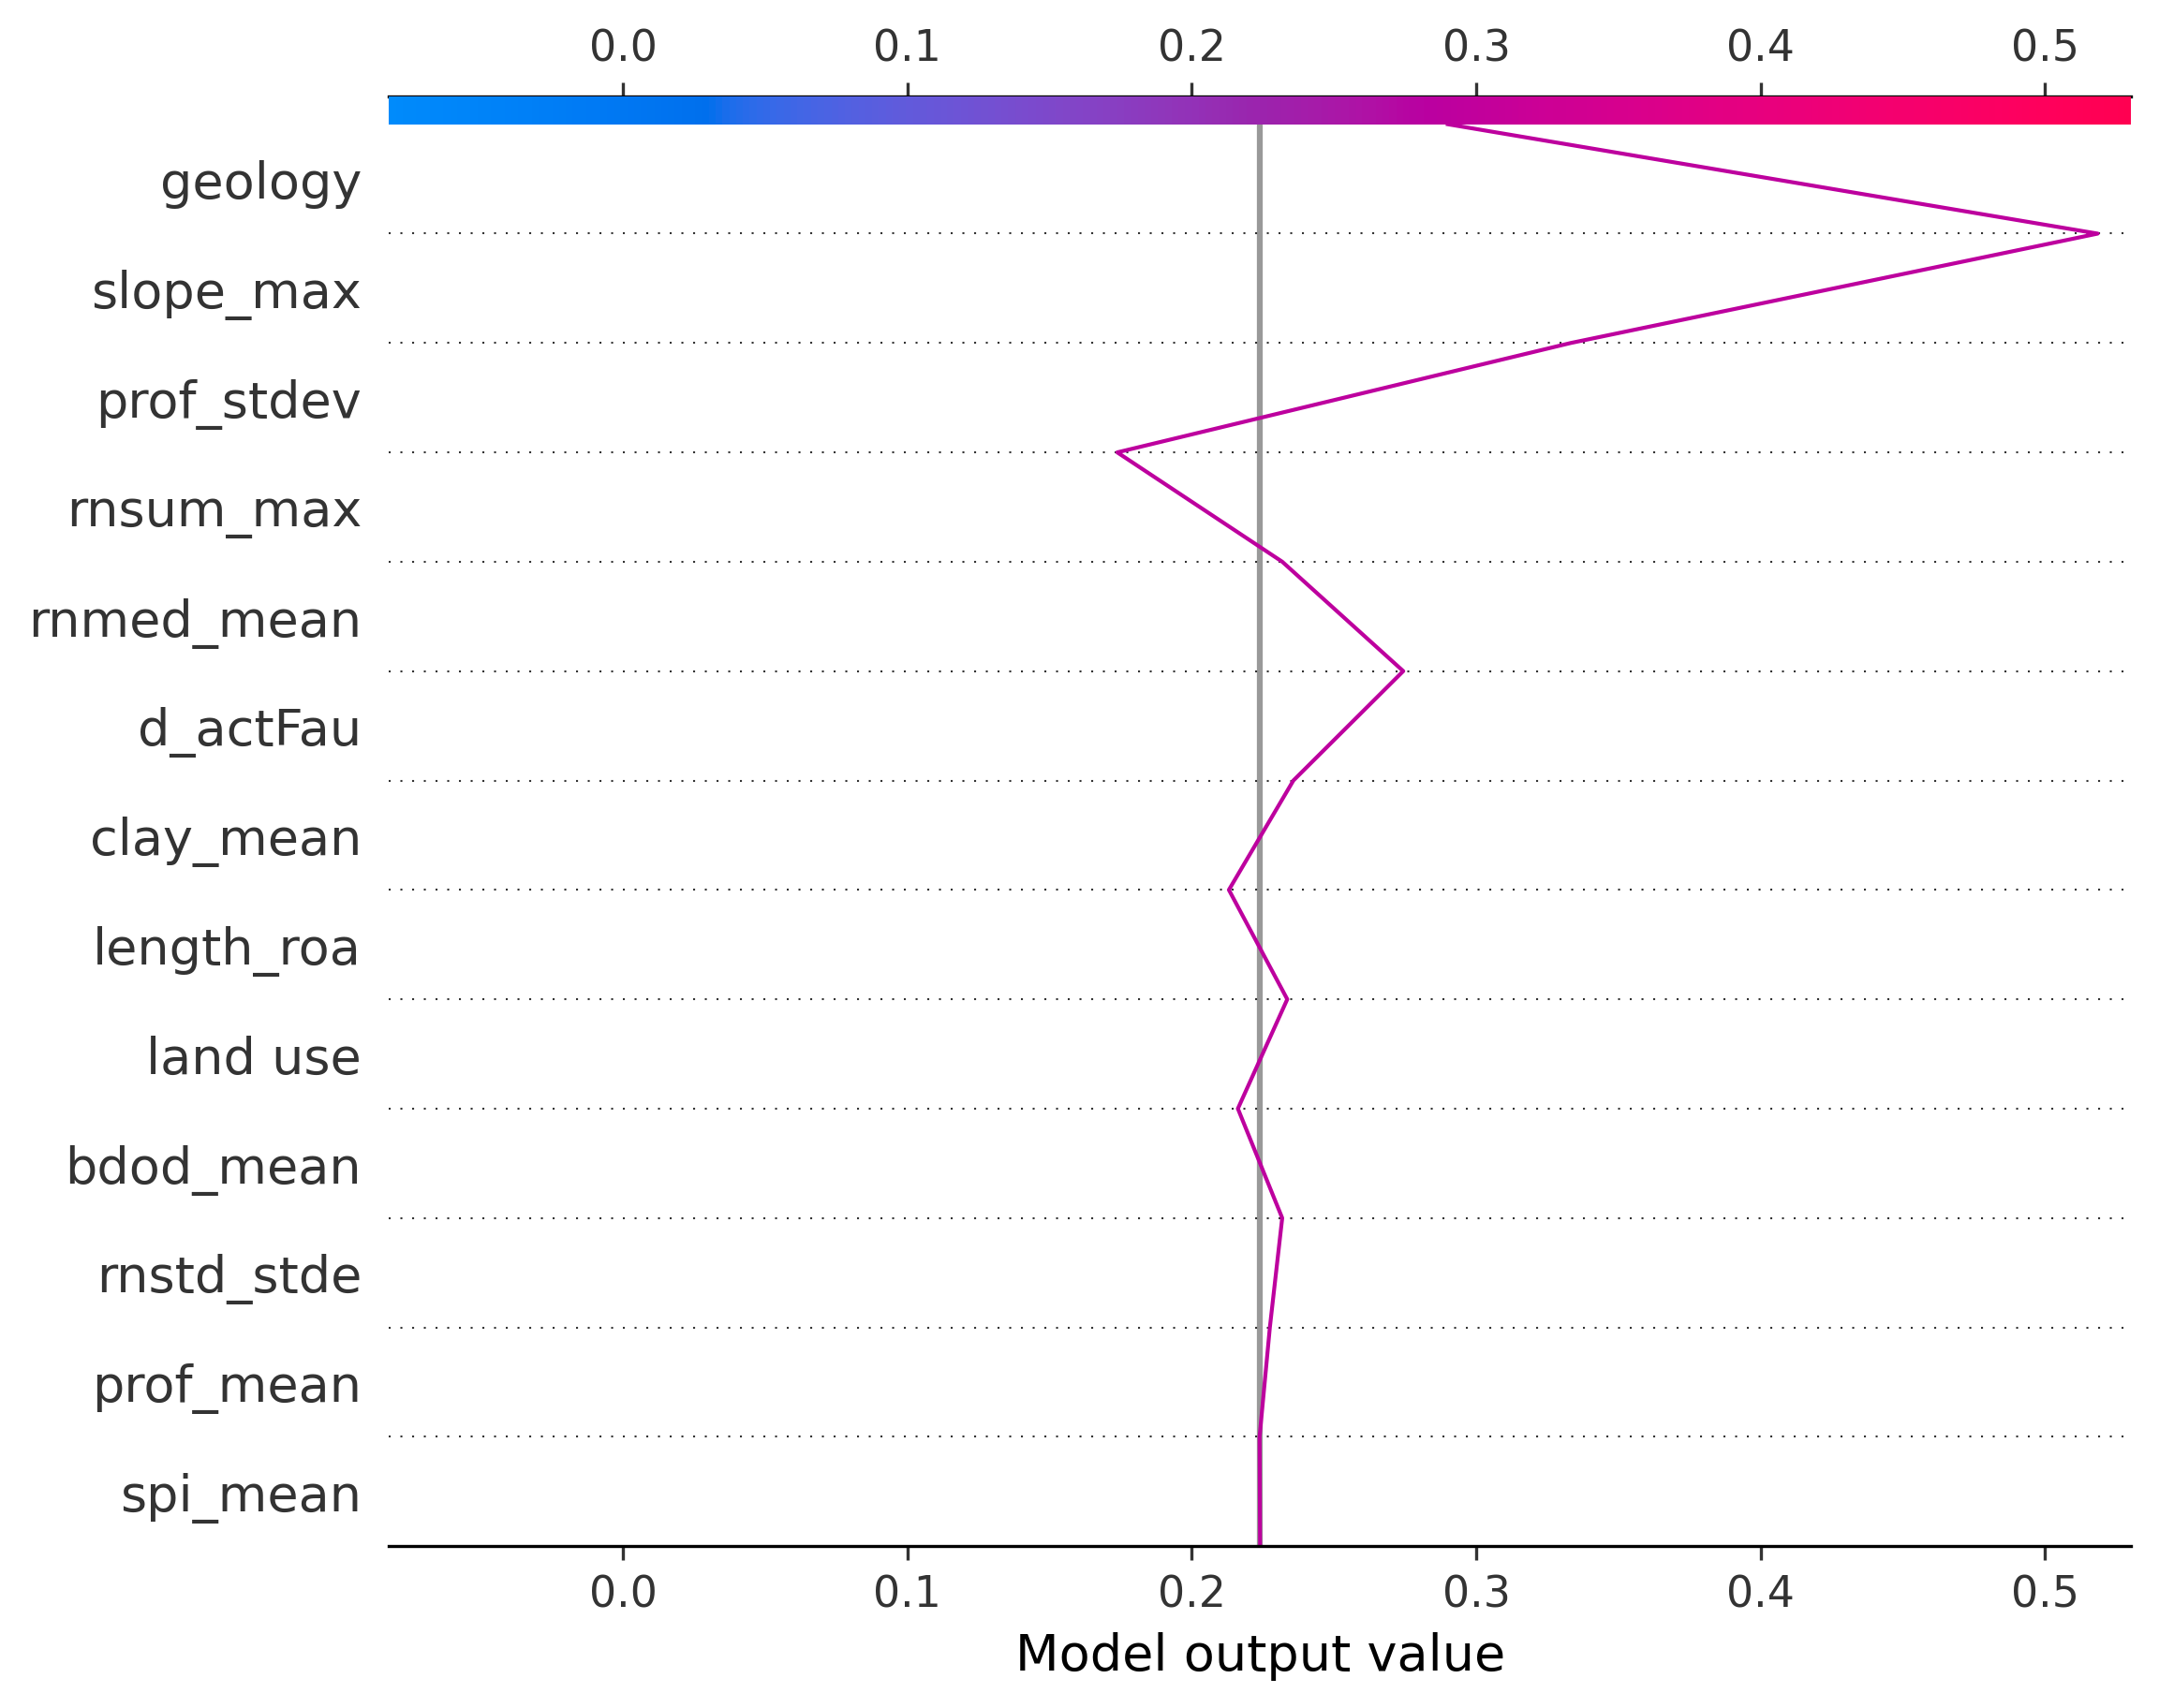 0.0 0.1 0.2 0.3 0.4 0.5
geology
slope_max
prof_stdev
rnsum_max
rnmed_mean
d_actFau
clay_mean
length_roa
land use
bdod_mean
rnstd_stde
prof_mean
spi_mean
0.0 0.1 0.2 0.3 0.4 0.5
Model output value